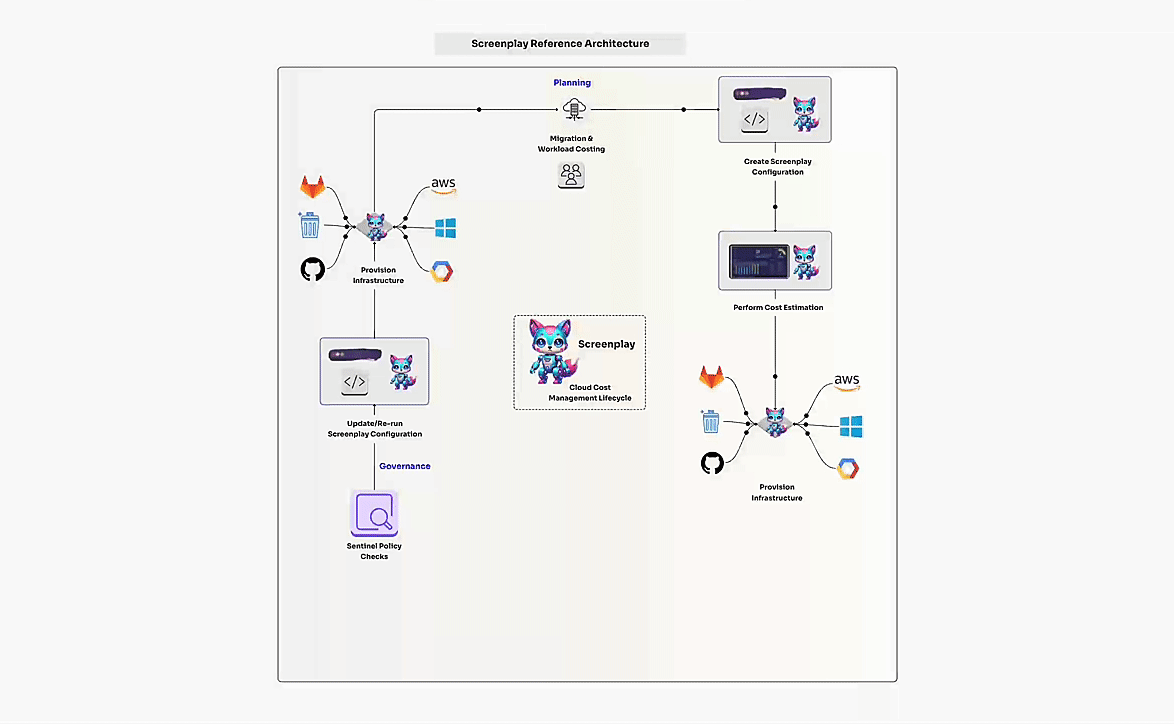 Screenplay Reference Architecture
Planning
Migration &
Workload Costing
</>
Create Screenplay
Configuration
aws
Provision
Infrastructure
Perform Cost Estimation
Screenplay
Cloud Cost
Management Lifecycle
</>
Update/Re-run
Screenplay Configuration
aws
Provision
Infrastructure
Governance
Sentinel Policy
Checks